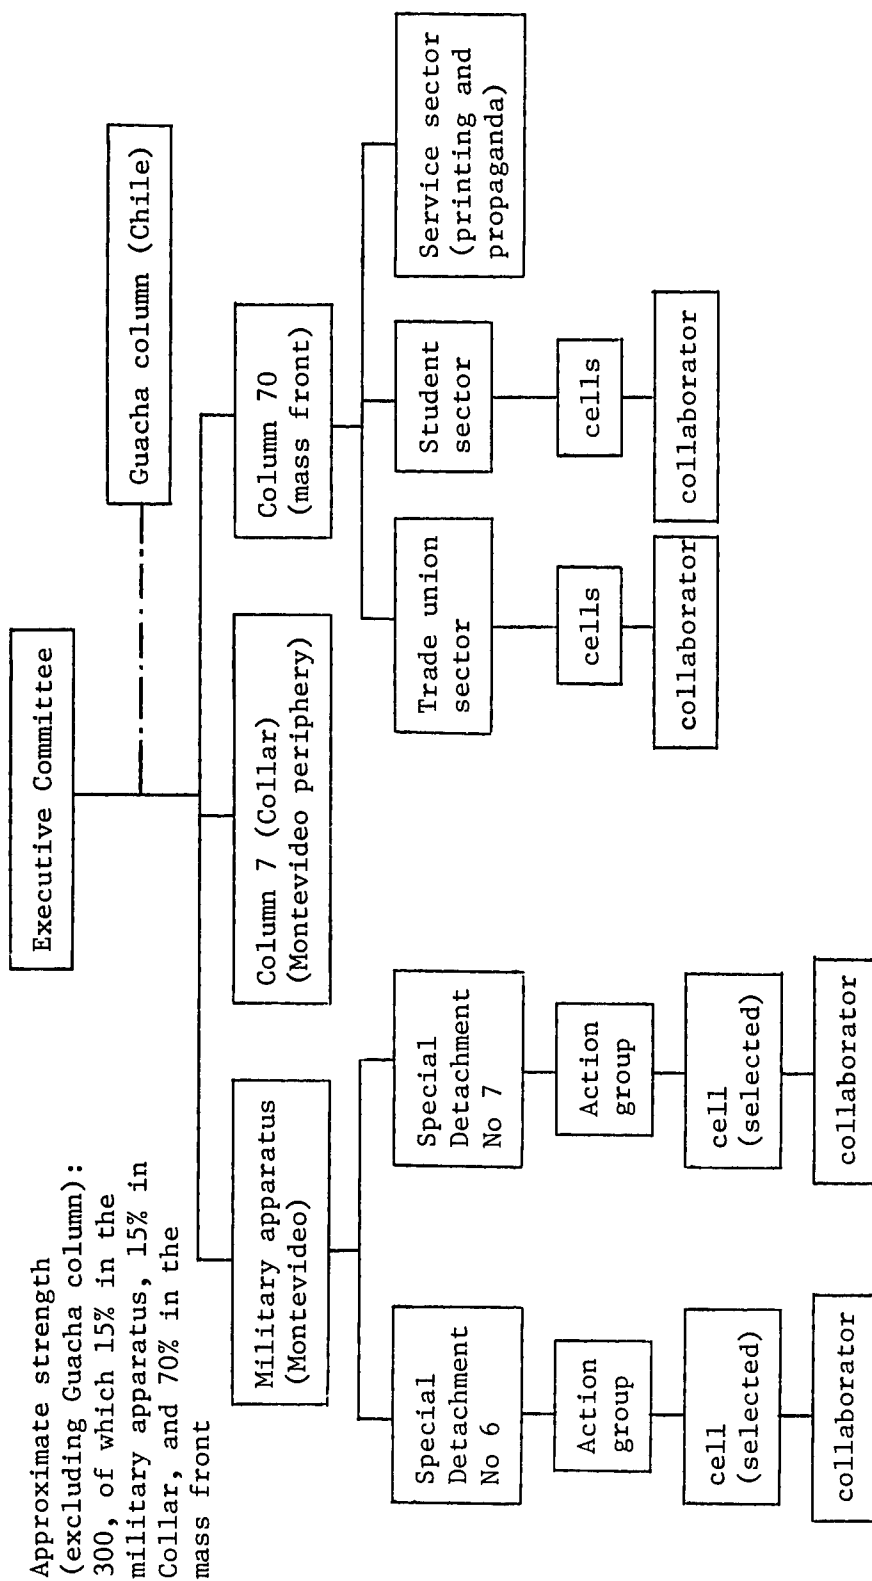 Approximate strength
(excluding Guacha column):
300, of which 15% in the
military apparatus, 15% in
Collar, and 70% in the
mass front
Executive Committee
Guacha column (Chile)
Military apparatus
(Montevideo)
Column 7 (Collar)
(Montevideo periphery)
Column 70
(mass front)
Special
Detachment
No 6
Special
Detachment
No 7
Trade union
sector
Student
sector
Service sector
(printing and
propaganda)
Action
group
Action
group
cells
cells
cell
(selected)
cell
(selected)
collaborator
collaborator
collaborator
collaborator